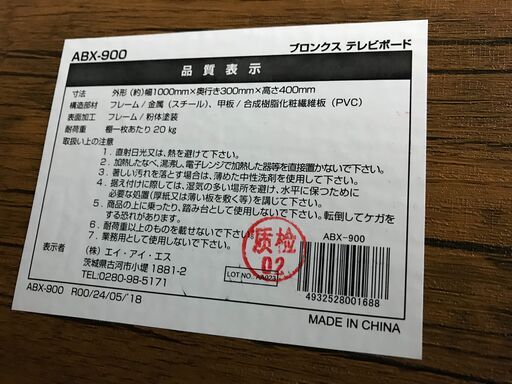 ABX-900 ブロンクス テレビボード
品質表示
寸法 外形(約)幅1000mm×奥行き300mm×高さ400mm
構造部材 フレーム/金属(スチール)、甲板/合成樹脂化粧繊維板(PVC)
表面加工 フレーム/粉体塗装
耐荷重 棚一枚あたり20kg
取扱い上の注意
1. 直射日光又は、熱を避けて下さい。
2. 加熱したなべ、湯沸し、電子レンジで加熱した器等を直接置かないで下さい。
3. 著しい汚れを落とす場合は、薄めた中性洗剤を使用して下さい。
4. 据え付けに際しては、湿気の多い場所を避け、水平に保つために
必要な処置(厚紙又は薄い板を敷く等)を講じて下さい。
5. 商品の上に乗ったり、踏み台として使用しないで下さい。転倒してケガを
する恐れがあります。
6. 耐荷重以上のものを載せないで下さい。
7. 業務用として使用しないで下さい。
表示者 (株)エイ・アイ・エス
茨城県古河市小堤 1881-2
TEL:0280-98-5171
质检
02
LOT NO.
ABX-900
4932528001688
ABX-900 R00/24/05/'18
MADE IN CHINA